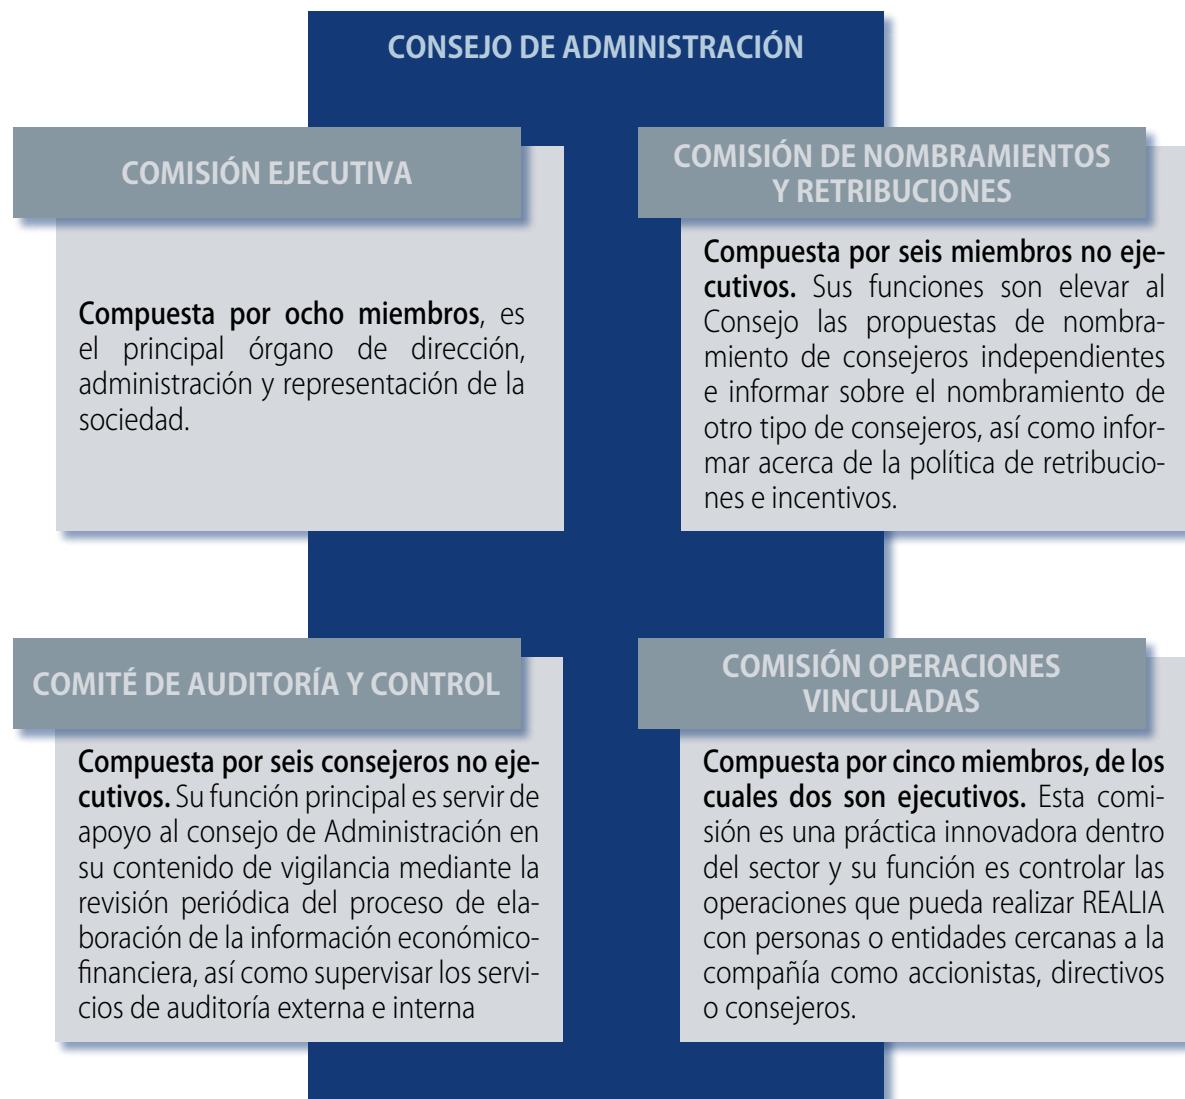 CONSEJO DE ADMINISTRACIÓN
COMISIÓN EJECUTIVA
Compuesta por ocho miembros, es
el principal órgano de dirección,
administración y representación de la
sociedad.
COMISIÓN DE NOMBRAMIENTOS
Y RETRIBUCIONES
Compuesta por seis miembros no eje-
cutivos. Sus funciones son elevar al
Consejo las propuestas de nombra-
miento de consejeros independientes
e informar sobre el nombramiento de
otro tipo de consejeros, así como infor-
mar acerca de la política de retribucio-
nes e incentivos.
COMITÉ DE AUDITORÍA Y CONTROL
Compuesta por seis consejeros no eje-
cutivos. Su función principal es servir de
apoyo al consejo de Administración en
su contenido de vigilancia mediante la
revisión periódica del proceso de ela-
boración de la información económico-
financiera, así como supervisar los servi-
cios de auditoría externa e interna
COMISIÓN OPERACIONES
VINCULADAS
Compuesta por cinco miembros, de los
cuales dos son ejecutivos. Esta comi-
sión es una práctica innovadora dentro
del sector y su función es controlar las
operaciones que pueda realizar REALIA
con personas o entidades cercanas a la
compañía como accionistas, directivos
o consejeros.